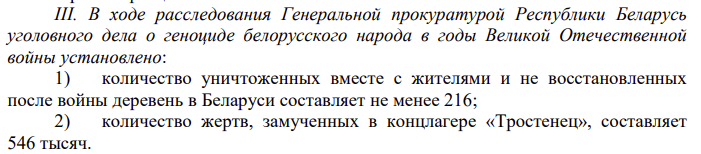 III. В ходе расследования Генеральной прокуратурой Республики Беларусь
уголовного дела о геноциде белорусского народа в годы Великой Отечественной
войны установлено:
1) количество уничтоженных вместе с жителями и не восстановленных
после войны деревень в Беларуси составляет не менее 216;
2) количество жертв, замученных в концлагере «Тростенец», составляет
546 тысяч.